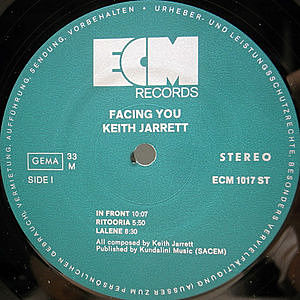 ECM
RECORDS
FACING YOU
KEITH JARRETT
GEMA
33
M
STEREO
SIDE I
ECM 1017 ST
IN FRONT 10:07
RITOORIA 5:50
LALENE 8:30
All composed by Keith Jarrett
Published by Kundalini Music (SACEM)
URHEBER- UND LEISTUNGSSCHUTZRECHTE, BESONDERS VERVIELFÄLTIGUNG (AUSSER ZUM PERSÖNLICHEN GEBRAUCH), VERMIETUNG, AUFFÜHRUNG, SENDUNG, VORBEHALTEN •